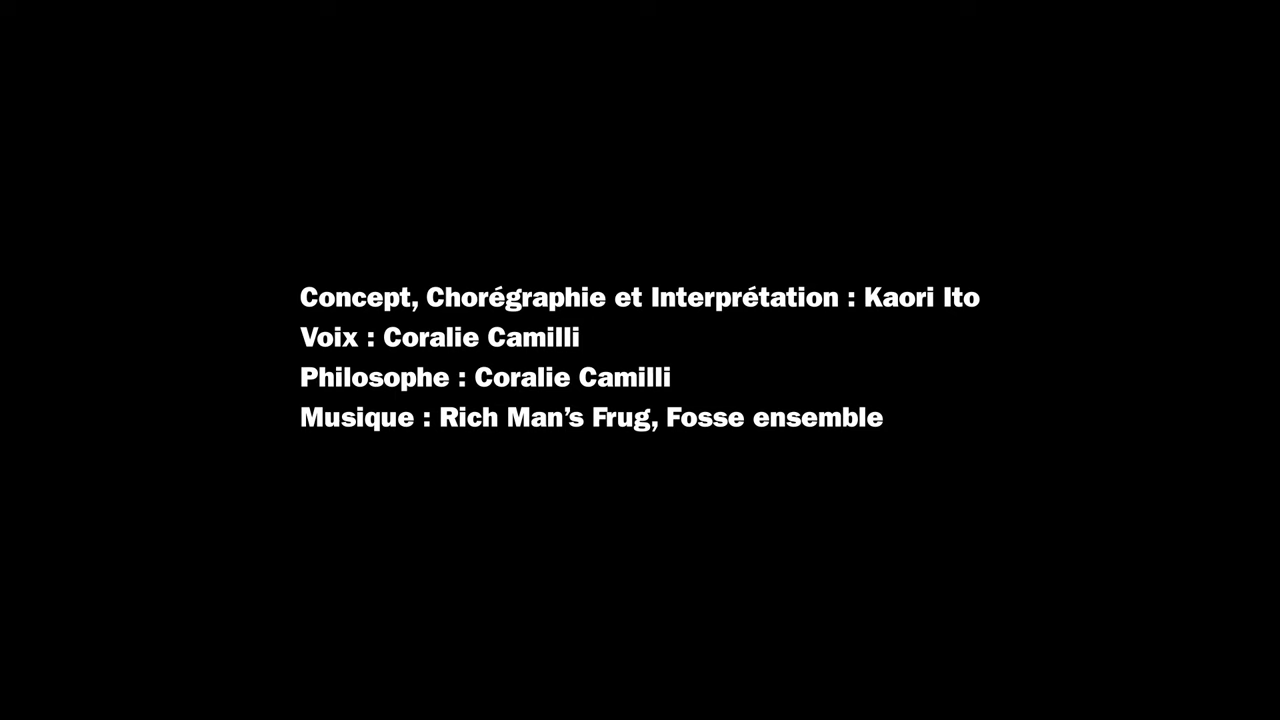 Concept, Chorégraphie et Interprétation : Kaori Ito
Voix : Coralie Camilli
Philosophe : Coralie Camilli
Musique : Rich Man’s Frug, Fosse ensemble